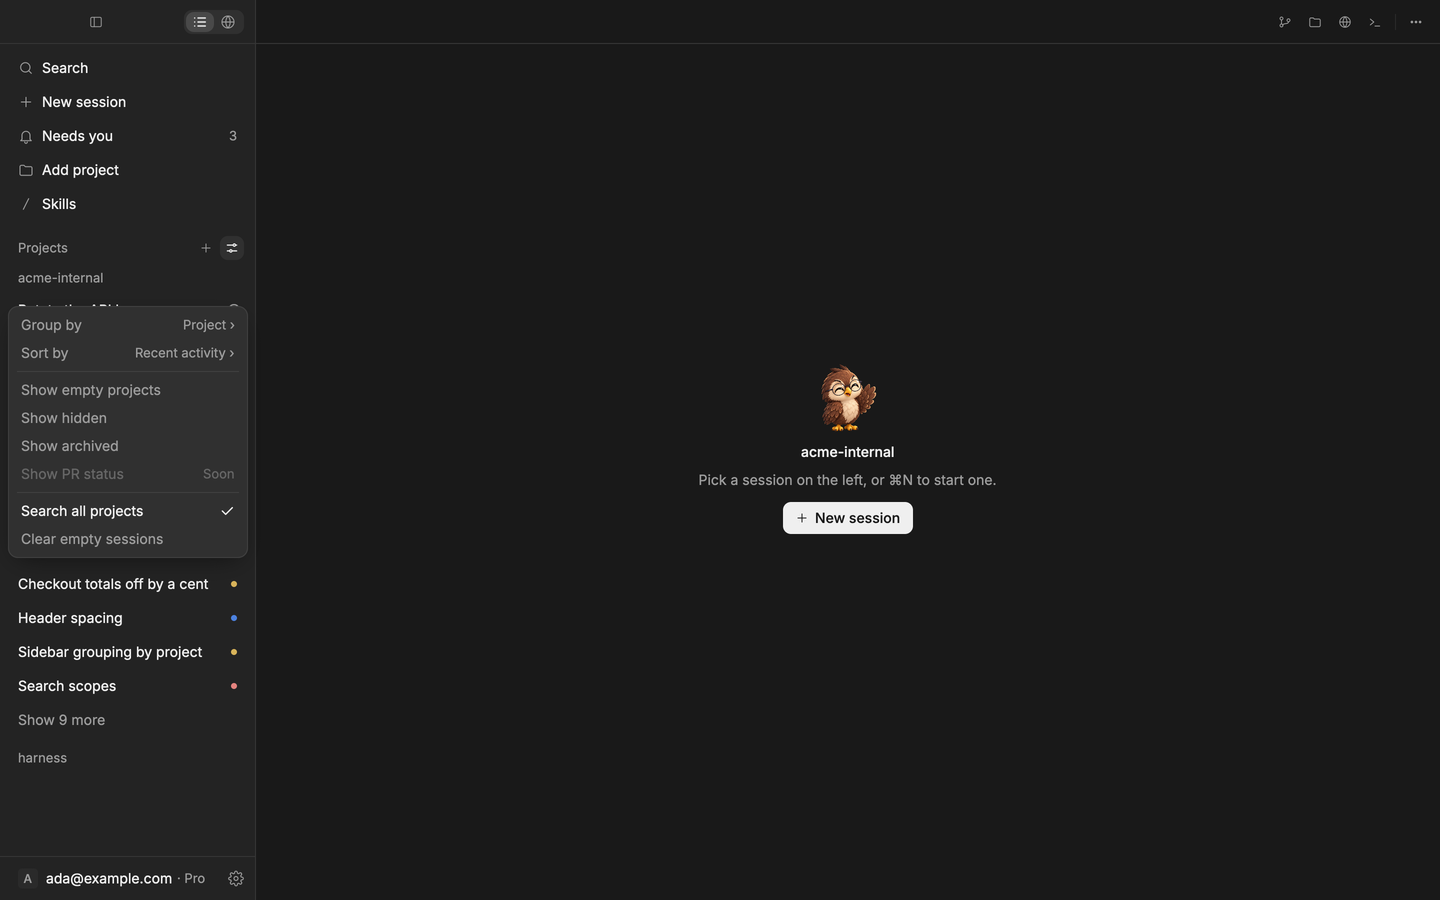 Search
New session
Needs you 3
Add project
/ Skills
Projects
acme-internal
Group by Project ›
Sort by Recent activity ›
Show empty projects
Show hidden
Show archived
Show PR status Soon
Search all projects
Clear empty sessions
Checkout totals off by a cent
Header spacing
Sidebar grouping by project
Search scopes
Show 9 more
harness
A ada@example.com · Pro
acme-internal
Pick a session on the left, or ⌘N to start one.
+ New session